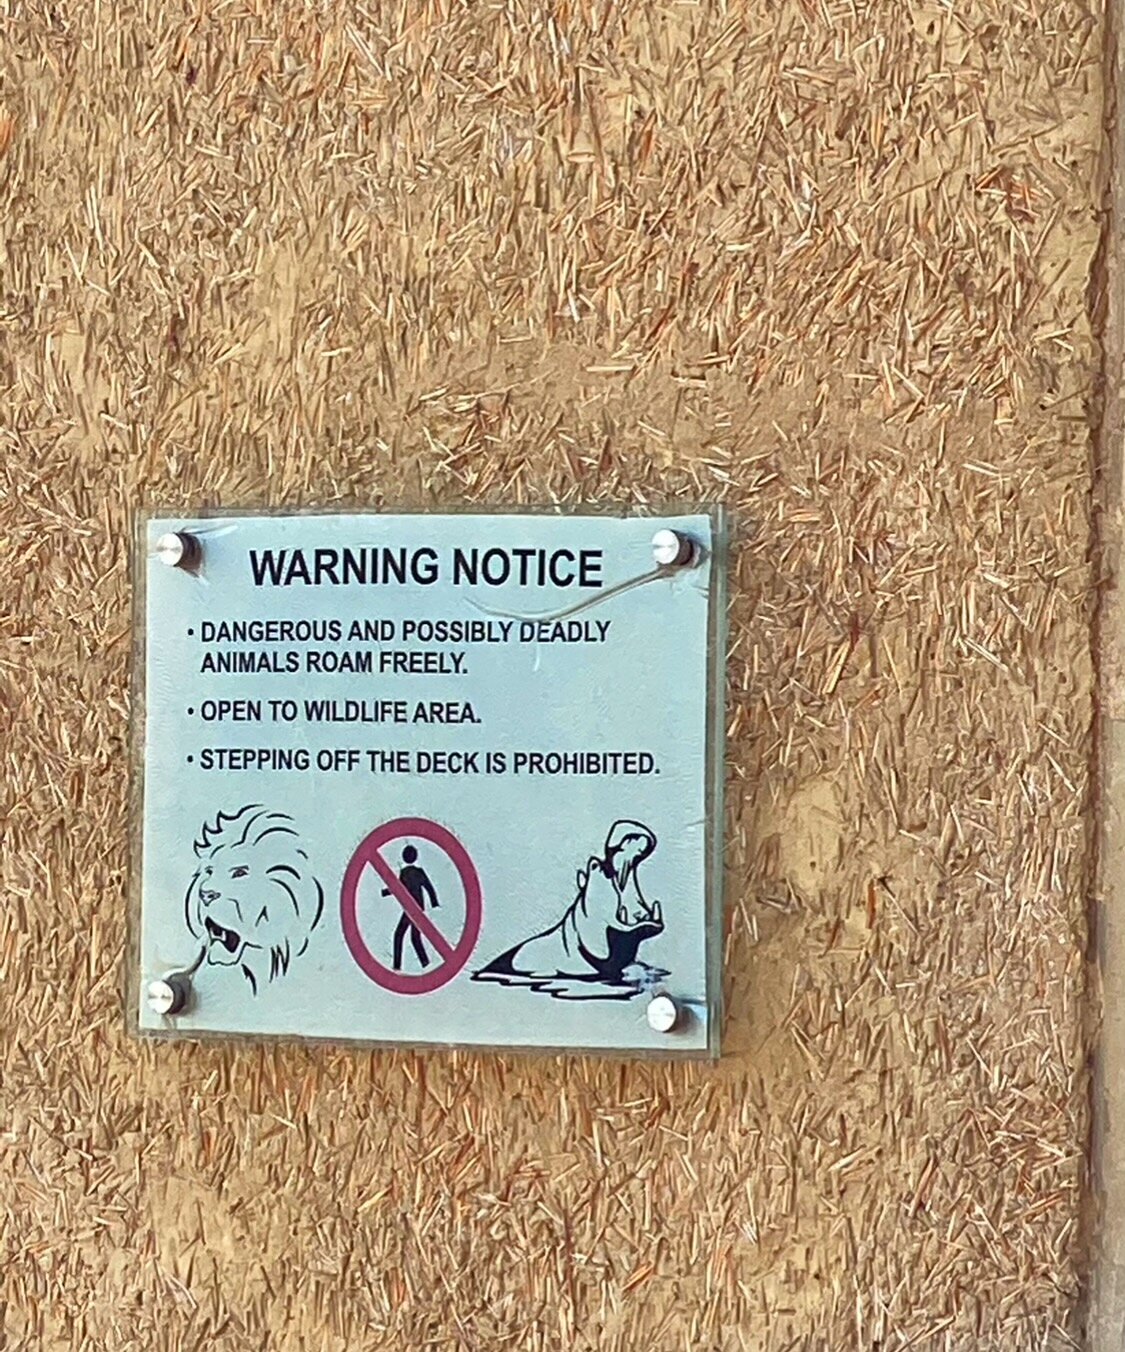 WARNING NOTICE
• DANGEROUS AND POSSIBLY DEADLY
ANIMALS ROAM FREELY.
• OPEN TO WILDLIFE AREA.
• STEPPING OFF THE DECK IS PROHIBITED.